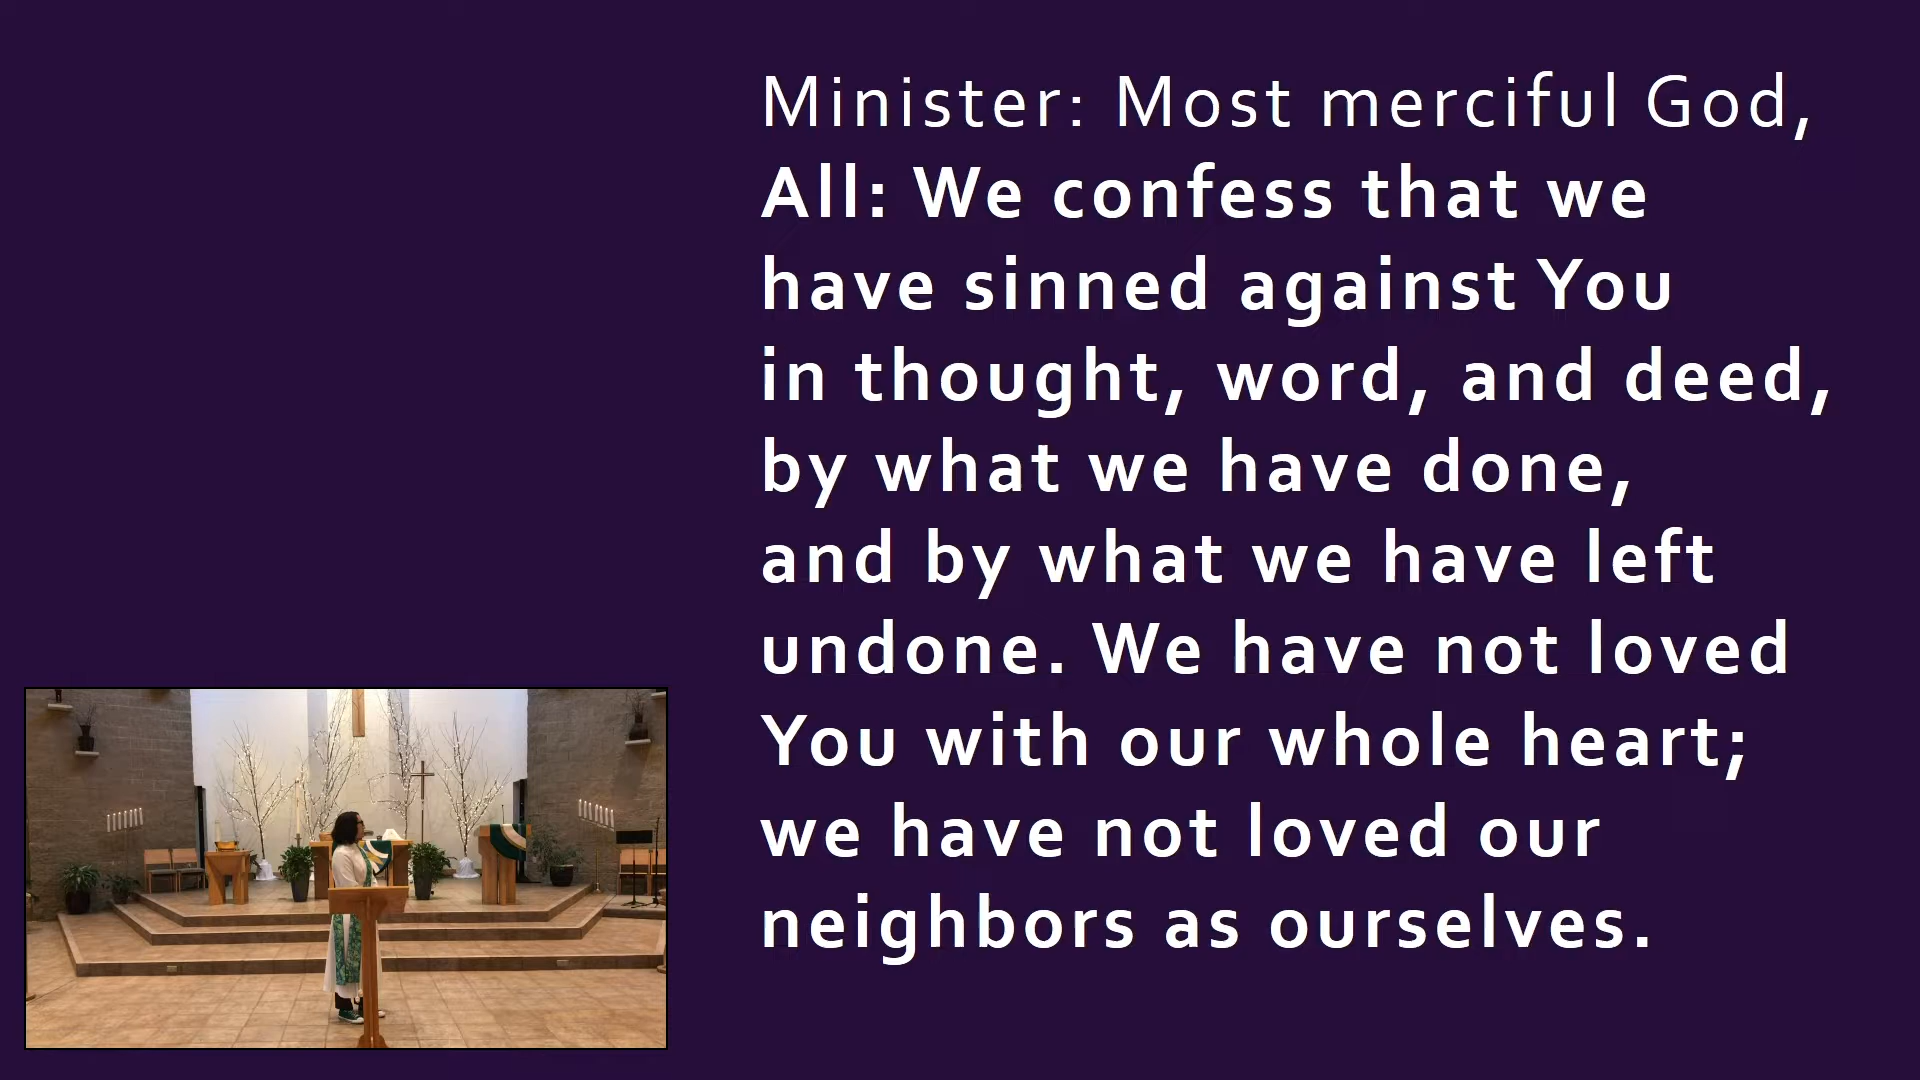 Minister: Most merciful God,
All: We confess that we
have sinned against You
in thought, word, and deed,
by what we have done,
and by what we have left
undone. We have not loved
You with our whole heart;
we have not loved our
neighbors as ourselves.